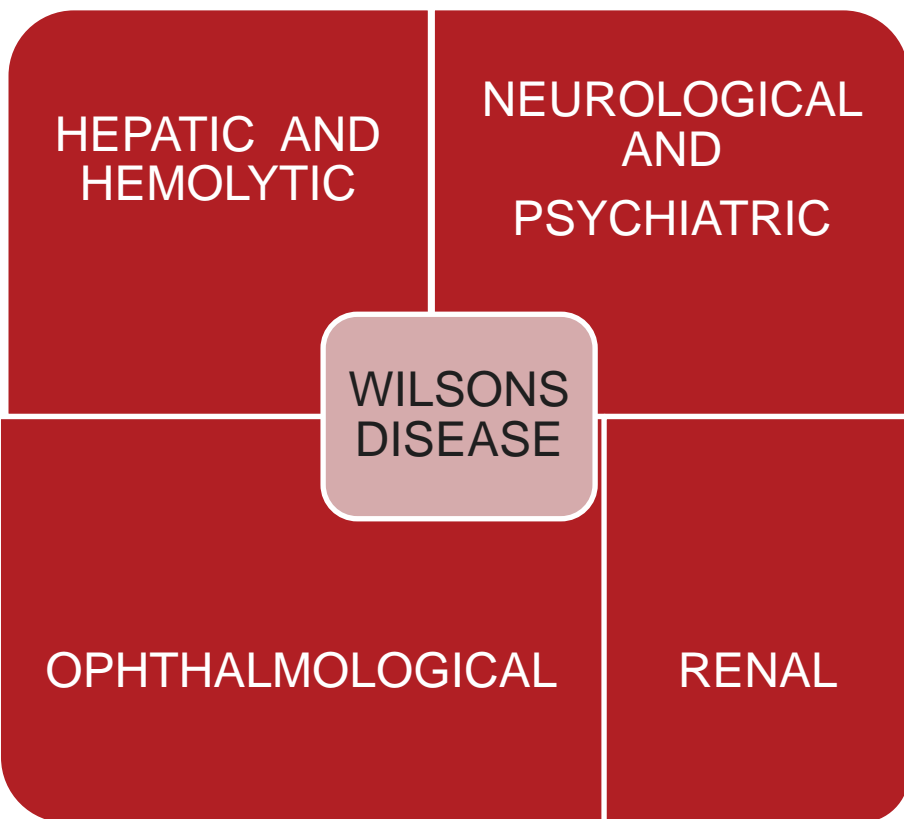 HEPATIC AND
HEMOLYTIC
NEUROLOGICAL
AND
PSYCHIATRIC
WILSONS
DISEASE
OPHTHALMOLOGICAL
RENAL